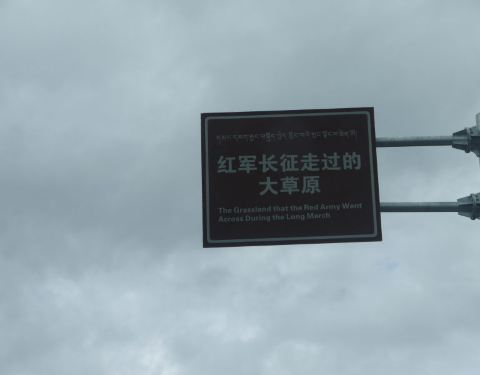 红军长征走过的
大草原
The Grassland that the Red Army Went
Across During the Long March